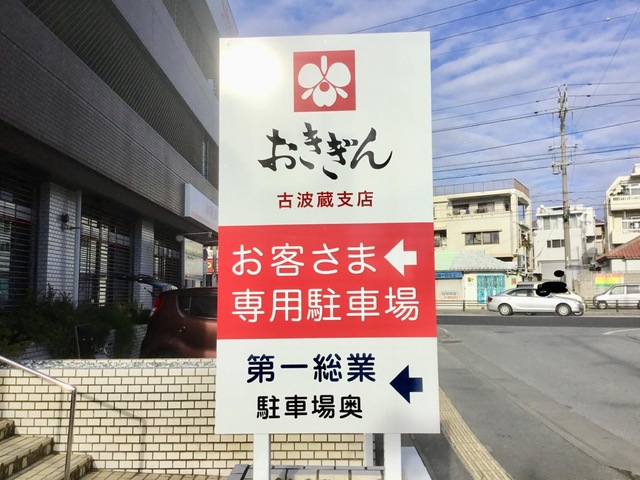 おきぎん
古波蔵支店
お客さま
専用駐車場
第一総業
駐車場奥